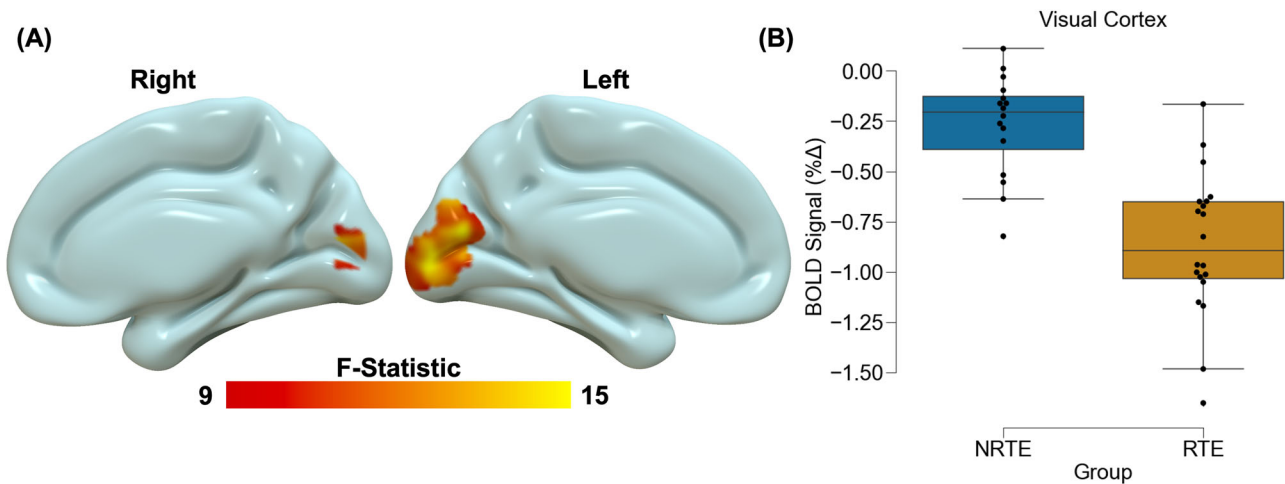 (A)
Right
Left
F-Statistic
9
15
(B)
Visual Cortex
BOLD Signal (%Δ)
0.00
−0.25
−0.50
−0.75
−1.00
−1.25
−1.50
NRTE
RTE
Group